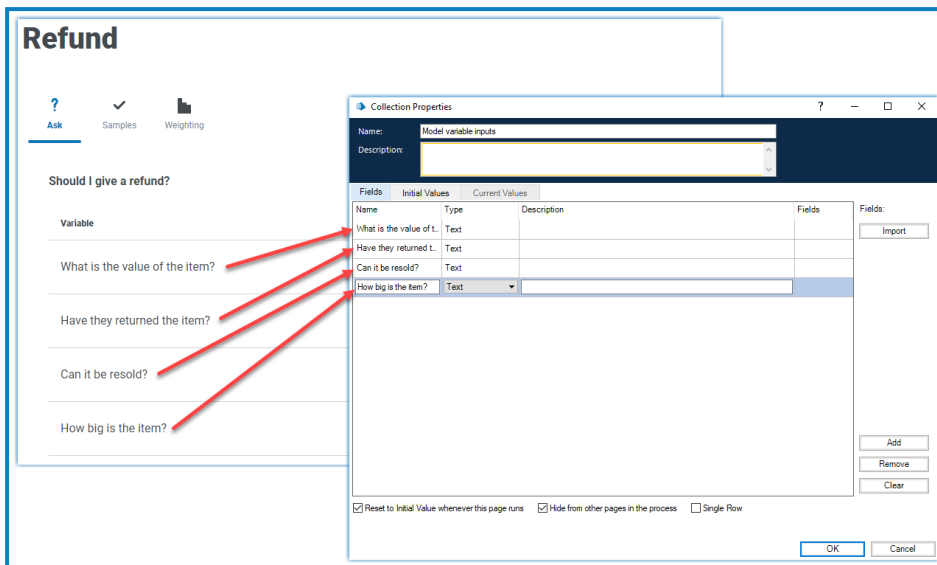 Refund
?
Ask
Samples
Weighting
Should I give a refund?
Variable
What is the value of the item?
Have they returned the item?
Can it be resold?
How big is the item?
Collection Properties
?
Name: Model variable inputs
Description:
Fields Initial Values Current Values
Name Type Description Fields Fields:
What is the value of t... Text
Import
Have they returned t... Text
Can it be resold? Text
How big is the item? Text
Add
Remove
Clear
Reset to Initial Value whenever this page runs Hide from other pages in the process Single Row
OK Cancel